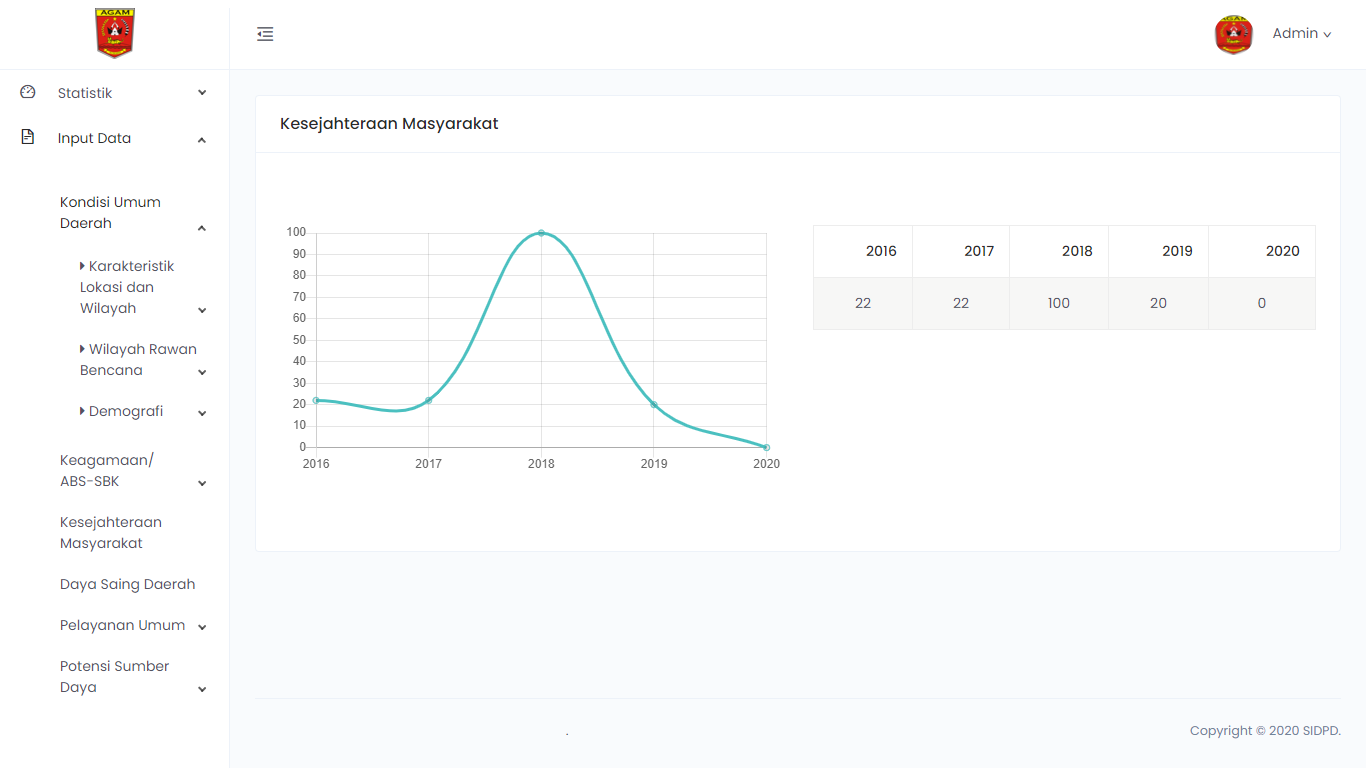 AGAM
Admin
Statistik
Input Data
Kondisi Umum
Daerah
Karakteristik
Lokasi dan
Wilayah
Wilayah Rawan
Bencana
Demografi
Keagamaan/
ABS-SBK
Kesejahteraan
Masyarakat
Daya Saing Daerah
Pelayanan Umum
Potensi Sumber
Daya
Kesejahteraan Masyarakat
100
90
80
70
60
50
40
30
20
10
0
2016 2017 2018 2019 2020
2016 2017 2018 2019 2020
22 22 100 20 0
.
Copyright © 2020 SIDPD.